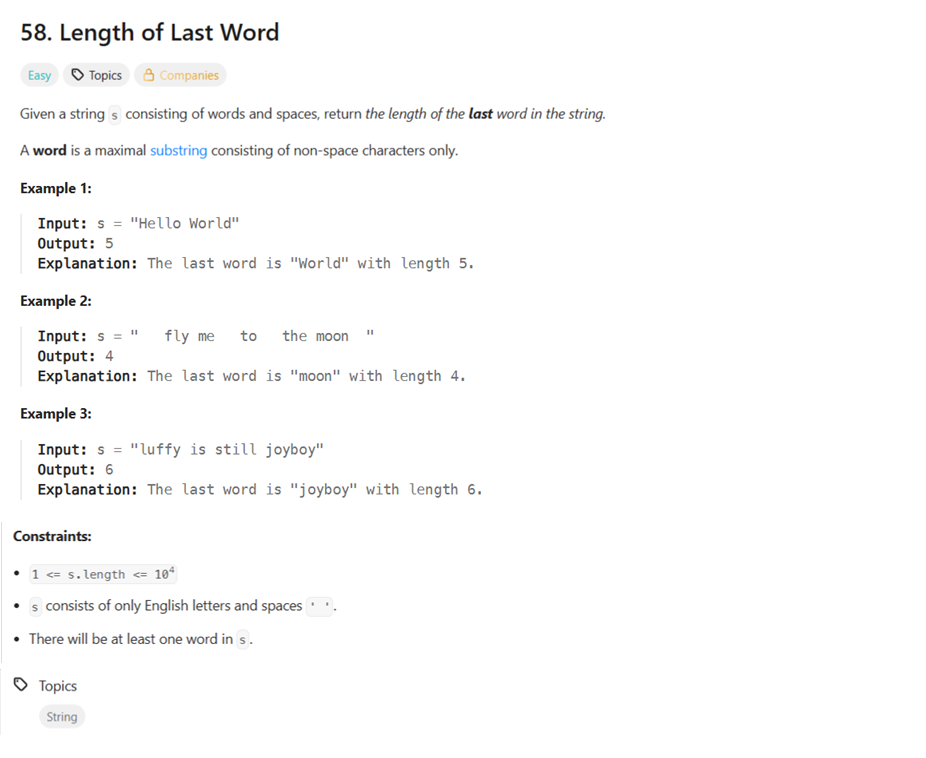 58. Length of Last Word
Easy Topics Companies
Given a string s consisting of words and spaces, return the length of the last word in the string.
A word is a maximal substring consisting of non-space characters only.
Example 1:
Input: s = "Hello World"
Output: 5
Explanation: The last word is "World" with length 5.
Example 2:
Input: s = "   fly me   to   the moon  "
Output: 4
Explanation: The last word is "moon" with length 4.
Example 3:
Input: s = "luffy is still joyboy"
Output: 6
Explanation: The last word is "joyboy" with length 6.
Constraints:
• 1 <= s.length <= 10⁴
• s consists of only English letters and spaces ' '.
• There will be at least one word in s.
Topics
String